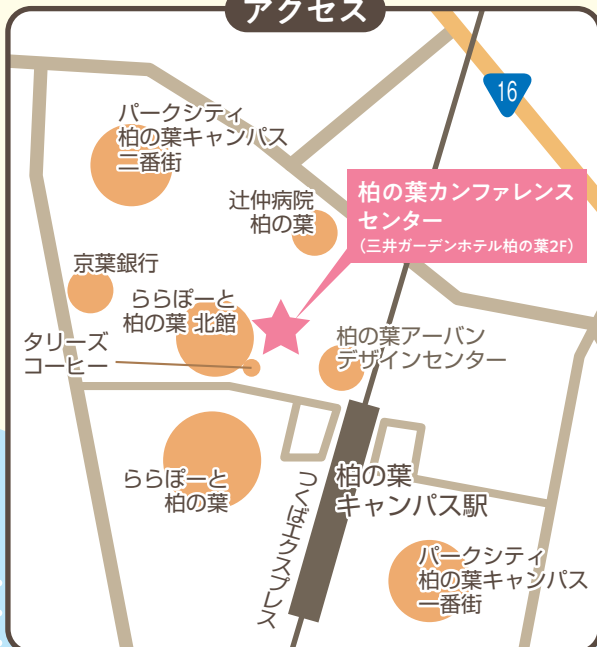 アクセス
16
パークシティ
柏の葉キャンパス
二番街
辻仲病院
柏の葉
柏の葉カンファレンス
センター
(三井ガーデンホテル柏の葉2F)
京葉銀行
ららぽーと
柏の葉 北館
タリーズ
コーヒー
柏の葉アーバン
デザインセンター
ららぽーと
柏の葉
つくばエクスプレス
柏の葉
キャンパス駅
パークシティ
柏の葉キャンパス
一番街